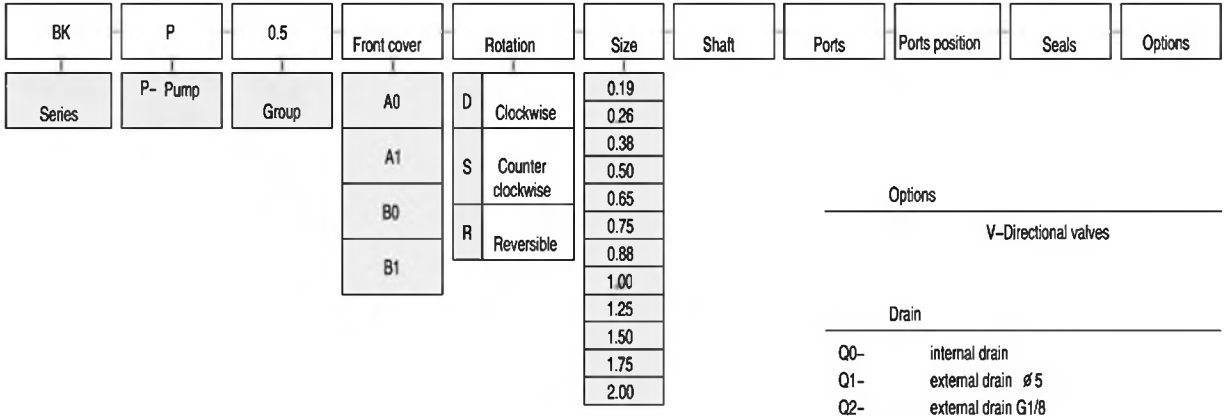 BK P 0.5 Front cover Rotation Size Shaft Ports Ports position Seals Options
Series
P– Pump
Group
A0
A1
B0
B1
D Clockwise
S Counter
clockwise
R Reversible
0.19
0.26
0.38
0.50
0.65
0.75
0.88
1.00
1.25
1.50
1.75
2.00
Options
V–Directional valves
Drain
Q0– internal drain
Q1– external drain ø5
Q2– external drain G1/8